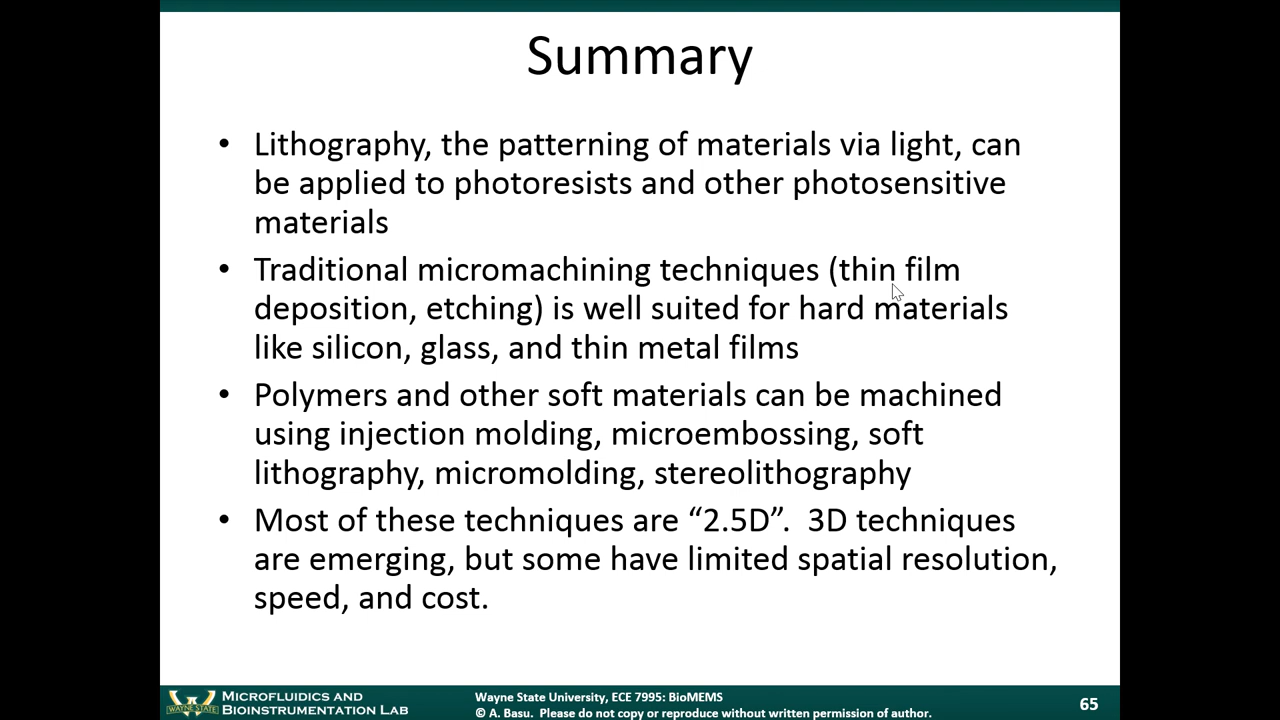 Summary
• Lithography, the patterning of materials via light, can
be applied to photoresists and other photosensitive
materials
• Traditional micromachining techniques (thin film
deposition, etching) is well suited for hard materials
like silicon, glass, and thin metal films
• Polymers and other soft materials can be machined
using injection molding, microembossing, soft
lithography, micromolding, stereolithography
• Most of these techniques are “2.5D”.  3D techniques
are emerging, but some have limited spatial resolution,
speed, and cost.
WAYNE STATE
MICROFLUIDICS AND
BIOINSTRUMENTATION LAB
Wayne State University, ECE 7995: BioMEMS
© A. Basu.  Please do not copy or reproduce without written permission of author.
65